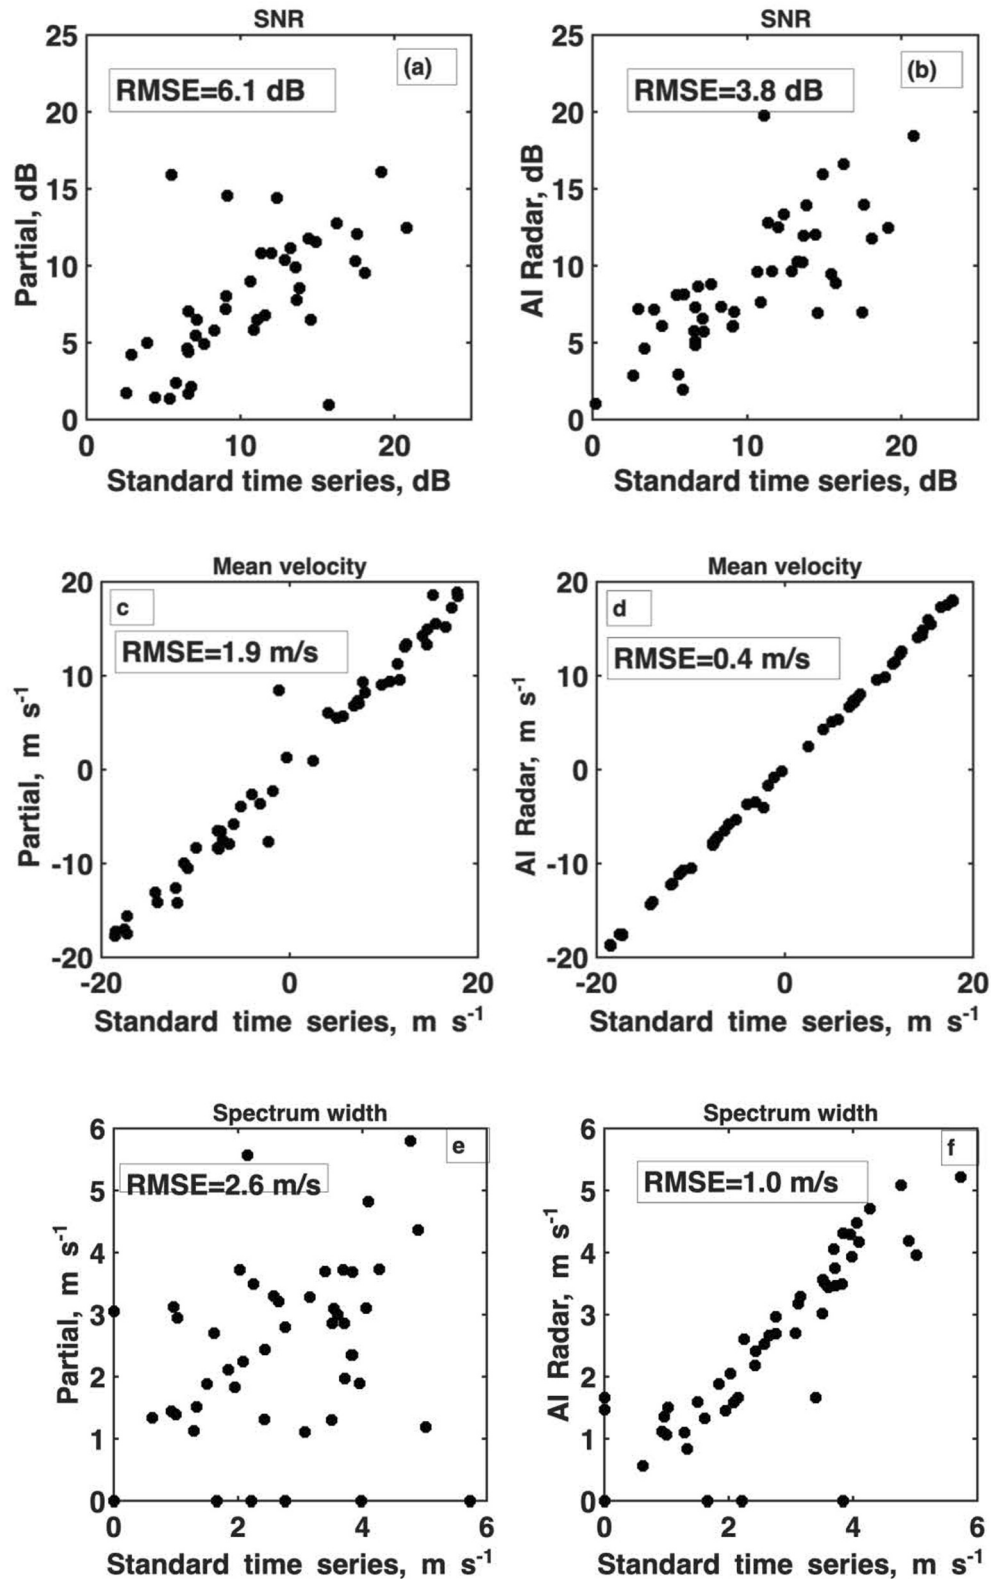 SNR
(a)
RMSE=6.1 dB
25
20
15
10
5
0
Partial, dB
0 10 20
Standard time series, dB
SNR
(b)
RMSE=3.8 dB
25
20
15
10
5
0
AI Radar, dB
0 10 20
Standard time series, dB
Mean velocity
c
RMSE=1.9 m/s
20
10
0
-10
-20
Partial, m s-1
-20 0 20
Standard time series, m s-1
Mean velocity
d
RMSE=0.4 m/s
20
10
0
-10
-20
AI Radar, m s-1
-20 0 20
Standard time series, m s-1
Spectrum width
e
RMSE=2.6 m/s
6
5
4
3
2
1
0
Partial, m s-1
0 2 4 6
Standard time series, m s-1
Spectrum width
f
RMSE=1.0 m/s
6
5
4
3
2
1
0
AI Radar, m s-1
0 2 4 6
Standard time series, m s-1